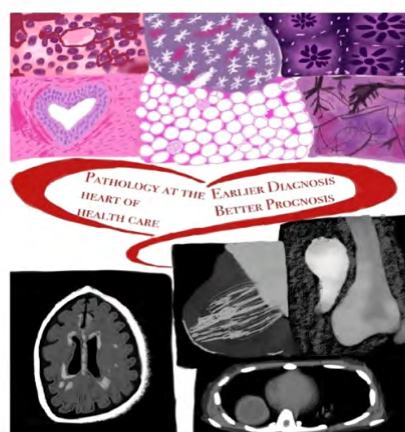 PATHOLOGY AT THE
HEART OF
HEALTH CARE
EARLIER DIAGNOSIS
BETTER PROGNOSIS